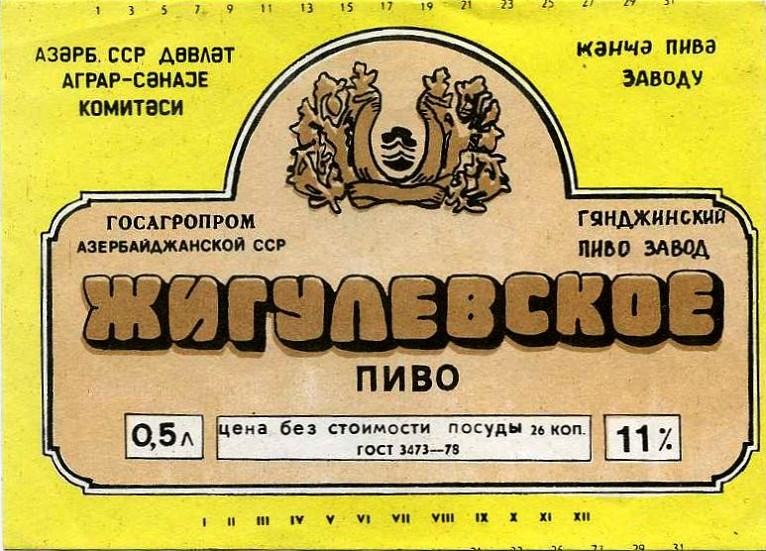 1 3 5 7 9 11 13 15 17 19 21 23 25 27 29 31
АЗӘРБ. ССР ДӨВЛӘТ
АГРАР-СӘНАЈЕ
КОМИТӘСИ
ҜӘНЧӘ ПИВӘ
ЗАВОДУ
ГОСАГРОПРОМ
АЗЕРБАЙДЖАНСКОЙ ССР
ГЯНДЖИНСКИЙ
ПИВО ЗАВОД
ЖИГУЛЕВСКОЕ
ПИВО
0,5 л
цена без стоимости посуды 26 коп.
ГОСТ 3473—78
11 %
I II III IV V VI VII VIII IX X XI XII